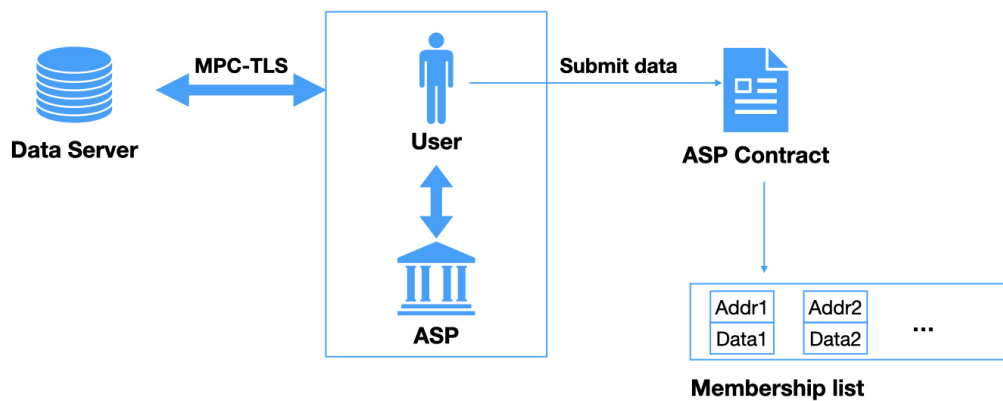 MPC-TLS
Data Server
User
ASP
Submit data
ASP Contract
Addr1
Data1
Addr2
Data2
...
Membership list